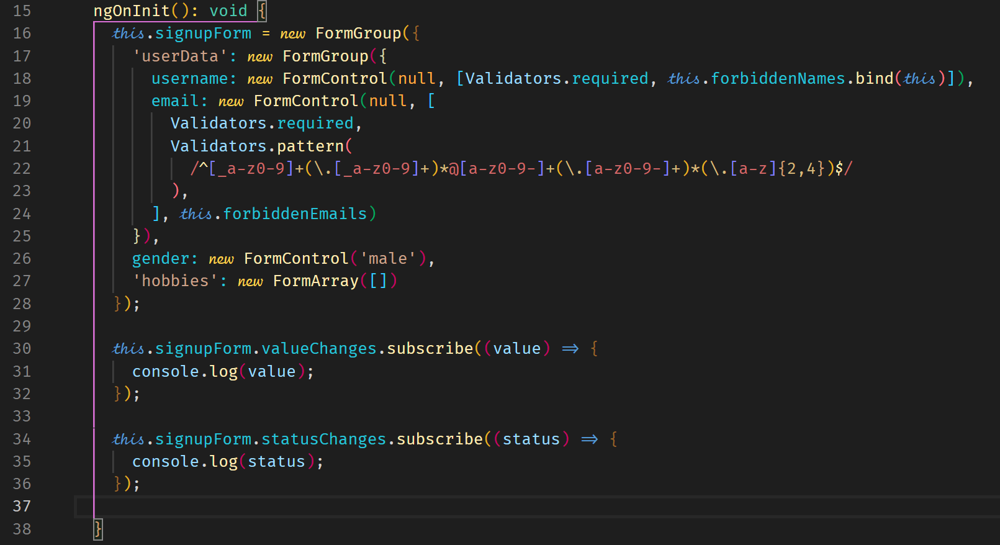 15 ngOnInit(): void {
16 this.signupForm = new FormGroup({
17 'userData': new FormGroup({
18 username: new FormControl(null, [Validators.required, this.forbiddenNames.bind(this)]),
19 email: new FormControl(null, [
20 Validators.required,
21 Validators.pattern(
22 /^[_a-z0-9]+(\.[_a-z0-9]+)*@[a-z0-9-]+(\.[a-z0-9-]+)*(\.[a-z]{2,4})$/
23 ),
24 ], this.forbiddenEmails)
25 }),
26 gender: new FormControl('male'),
27 'hobbies': new FormArray([])
28 });
29
30 this.signupForm.valueChanges.subscribe((value) => {
31 console.log(value);
32 });
33
34 this.signupForm.statusChanges.subscribe((status) => {
35 console.log(status);
36 });
37
38 }